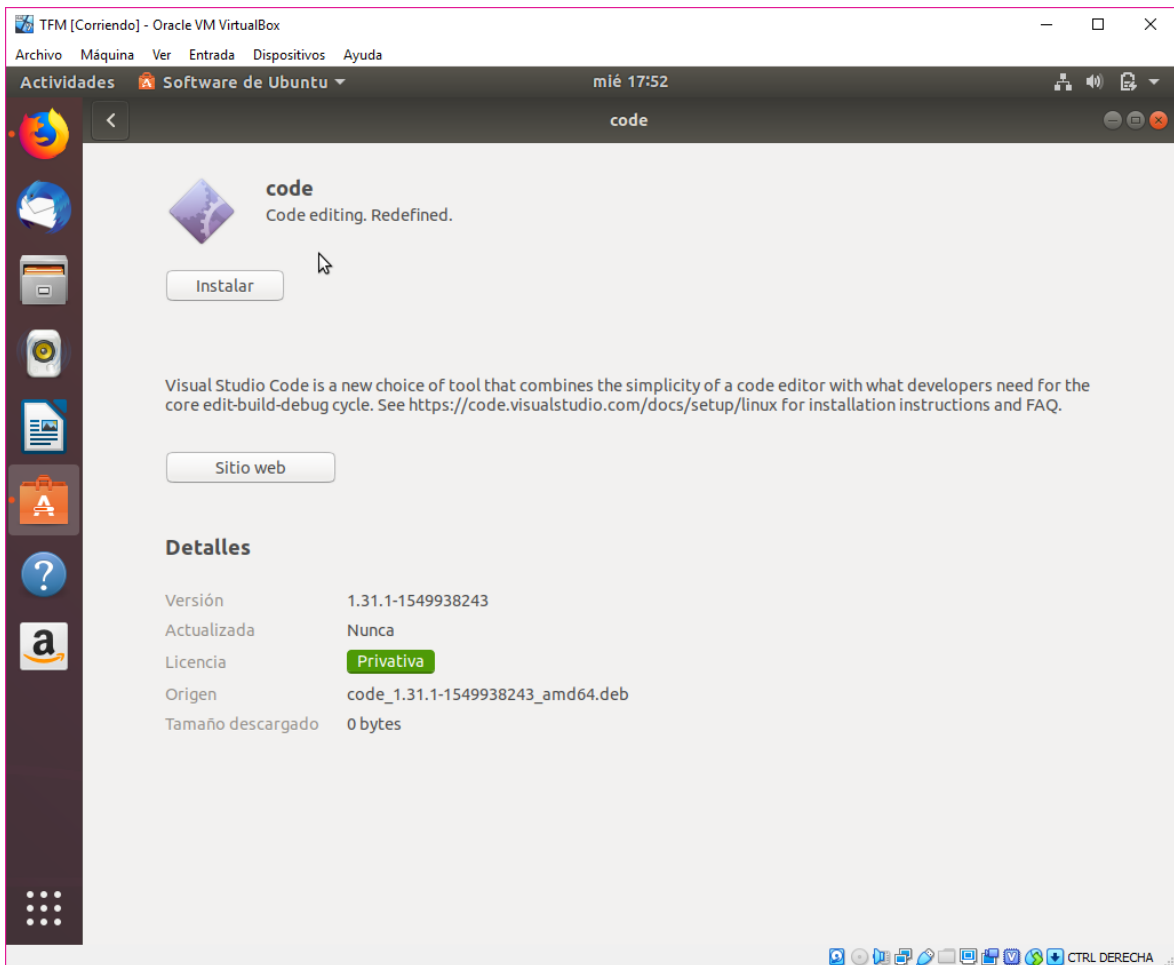 TFM [Corriendo] - Oracle VM VirtualBox
Archivo Máquina Ver Entrada Dispositivos Ayuda
Actividades Software de Ubuntu mié 17:52
code
code
Code editing. Redefined.
Instalar
Visual Studio Code is a new choice of tool that combines the simplicity of a code editor with what developers need for the
core edit-build-debug cycle. See https://code.visualstudio.com/docs/setup/linux for installation instructions and FAQ.
Sitio web
Detalles
Versión 1.31.1-1549938243
Actualizada Nunca
Licencia Privativa
Origen code_1.31.1-1549938243_amd64.deb
Tamaño descargado 0 bytes
CTRL DERECHA